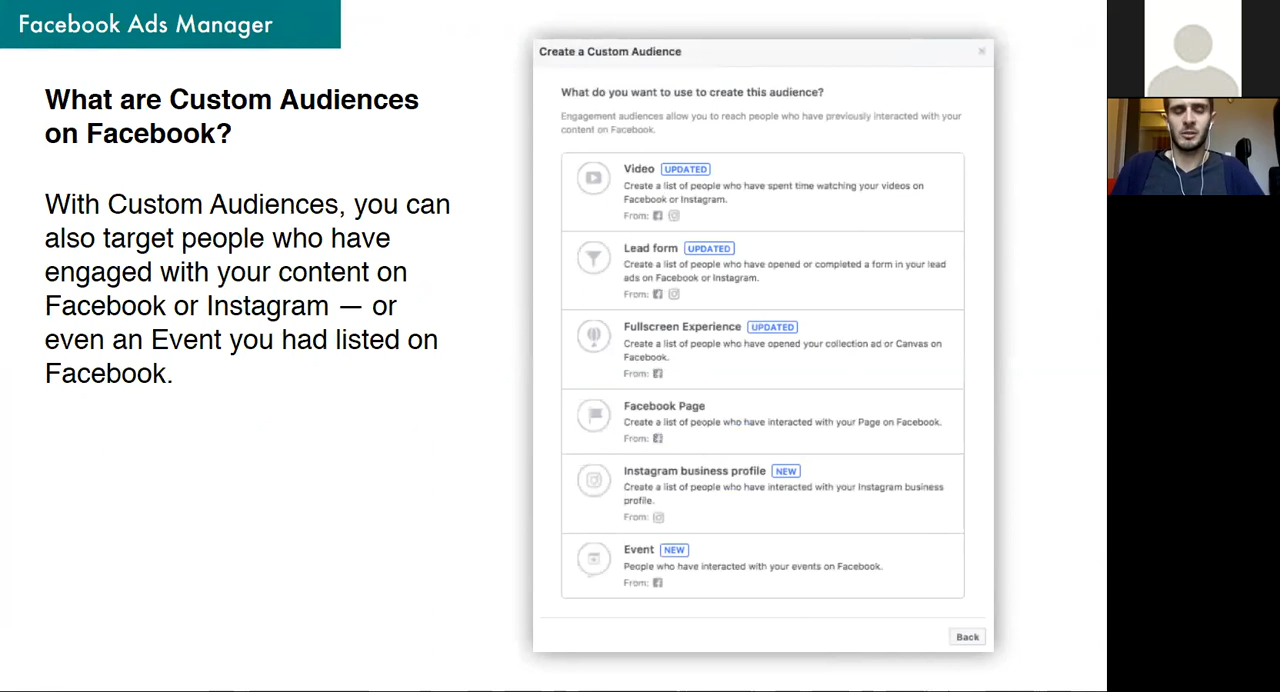 Facebook Ads Manager
What are Custom Audiences
on Facebook?
With Custom Audiences, you can
also target people who have
engaged with your content on
Facebook or Instagram — or
even an Event you had listed on
Facebook.
Create a Custom Audience
What do you want to use to create this audience?
Engagement audiences allow you to reach people who have previously interacted with your
content on Facebook.
Video UPDATED
Create a list of people who have spent time watching your videos on
Facebook or Instagram.
From:
Lead form UPDATED
Create a list of people who have opened or completed a form in your lead
ads on Facebook or Instagram.
From:
Fullscreen Experience UPDATED
Create a list of people who have opened your collection ad or Canvas on
Facebook.
From:
Facebook Page
Create a list of people who have interacted with your Page on Facebook.
From:
Instagram business profile NEW
Create a list of people who have interacted with your Instagram business
profile.
From:
Event NEW
People who have interacted with your events on Facebook.
From:
Back